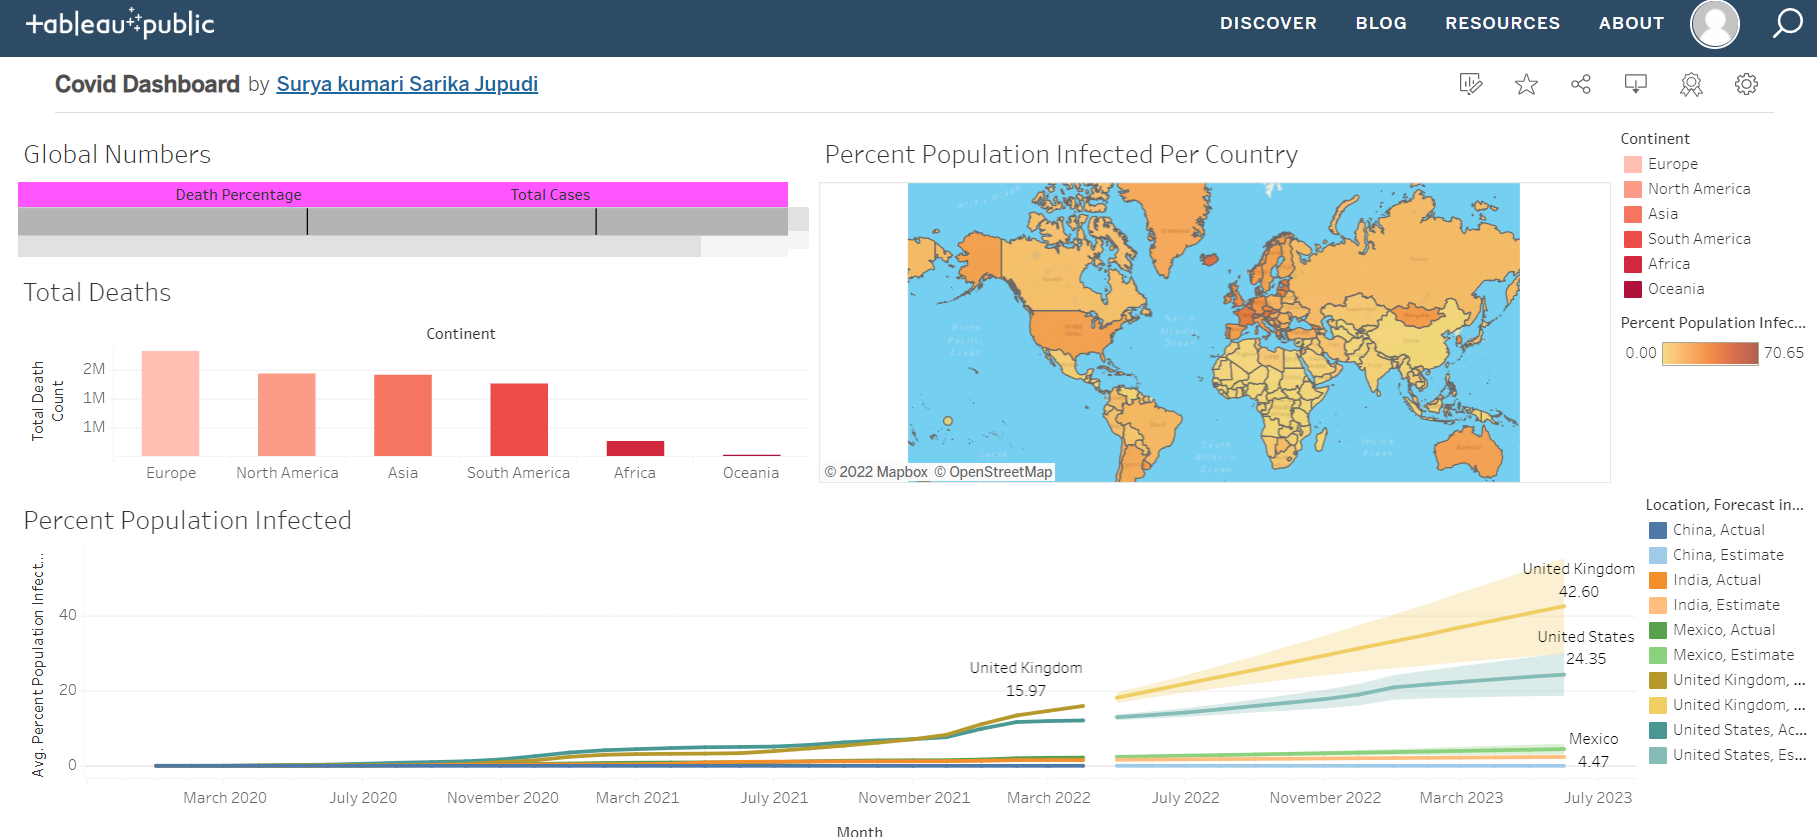 +ableau+public
DISCOVER
BLOG
RESOURCES
ABOUT
Covid Dashboard by Surya kumari Sarika Jupudi
Global Numbers
Death Percentage
Total Cases
Total Deaths
Continent
Total Death
Count
2M
1M
1M
Europe
North America
Asia
South America
Africa
Oceania
Percent Population Infected Per Country
© 2022 Mapbox © OpenStreetMap
Continent
Europe
North America
Asia
South America
Africa
Oceania
Percent Population Infec...
0.00
70.65
Percent Population Infected
Avg. Percent Population Infect...
40
20
0
United Kingdom
15.97
United Kingdom
42.60
United States
24.35
Mexico
4.47
March 2020
July 2020
November 2020
March 2021
July 2021
November 2021
March 2022
July 2022
November 2022
March 2023
July 2023
Month
Location, Forecast in...
China, Actual
China, Estimate
India, Actual
India, Estimate
Mexico, Actual
Mexico, Estimate
United Kingdom, ...
United Kingdom, ...
United States, Ac...
United States, Es...